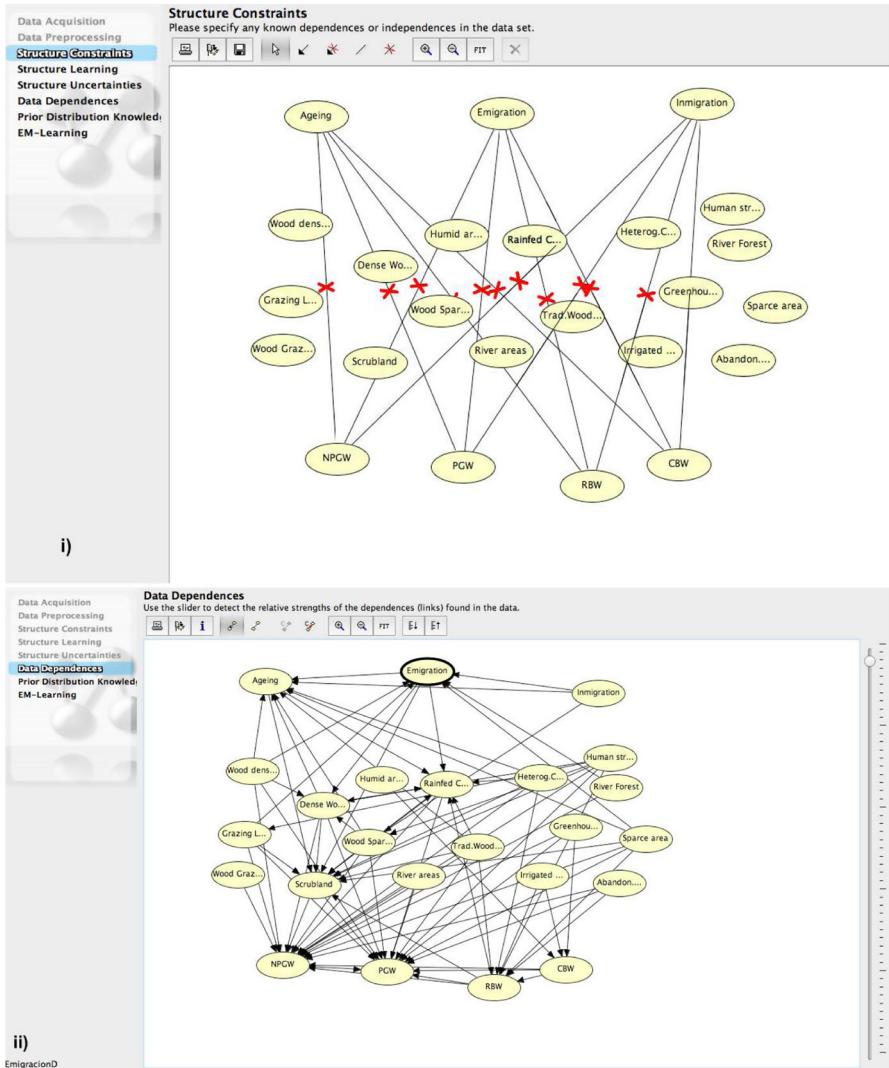 Structure Constraints
Please specify any known dependences or independences in the data set.
Data Acquisition
Data Preprocessing
Structure Constraints
Structure Learning
Structure Uncertainties
Data Dependences
Prior Distribution Knowled
EM-Learning
FIT
Ageing
Emigration
Inmigration
Wood dens...
Humid ar...
Rainfed C...
Heterog.C...
Human str...
River Forest
Dense Wo...
Grazing L...
Wood Spar...
Trad.Wood...
Greenhou...
Sparce area
Wood Graz...
Scrubland
River areas
Irrigated ...
Abandon....
NPGW
PGW
RBW
CBW
i)
Data Dependences
Use the slider to detect the relative strengths of the dependences (links) found in the data.
Data Acquisition
Data Preprocessing
Structure Constraints
Structure Learning
Structure Uncertainties
Data Dependences
Prior Distribution Knowled
EM-Learning
i
FIT
Ageing
Emigration
Inmigration
Wood dens...
Humid ar...
Rainfed C...
Heterog.C...
Human str...
River Forest
Dense Wo...
Grazing L...
Wood Spar...
Trad.Wood...
Greenhou...
Sparce area
Wood Graz...
Scrubland
River areas
Irrigated ...
Abandon....
NPGW
PGW
RBW
CBW
ii)
EmigracionD